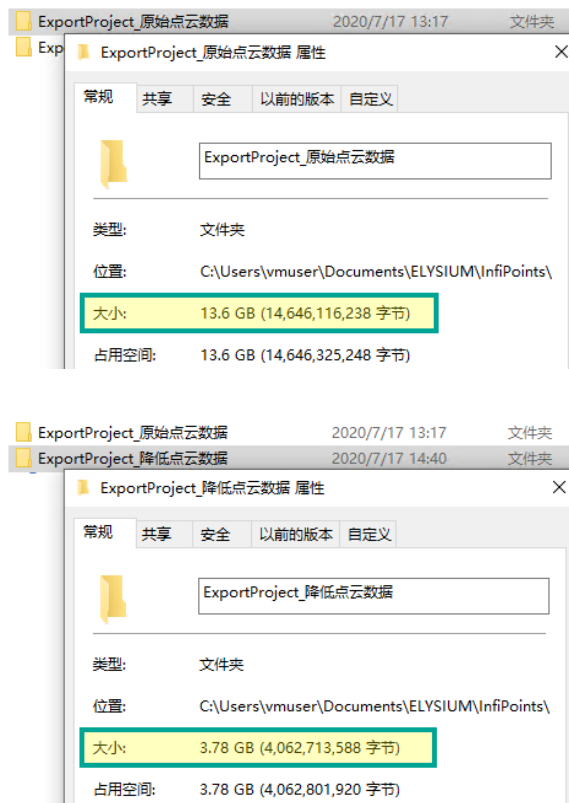 ExportProject_原始点云数据 2020/7/17 13:17 文件夹
Exp
ExportProject_原始点云数据 属性
常规 共享 安全 以前的版本 自定义
ExportProject_原始点云数据
类型: 文件夹
位置: C:\Users\vmuser\Documents\ELYSIUM\InfiPoints\
大小: 13.6 GB (14,646,116,238 字节)
占用空间: 13.6 GB (14,646,325,248 字节)
ExportProject_原始点云数据 2020/7/17 13:17 文件夹
ExportProject_降低点云数据 2020/7/17 14:40 文件夹
ExportProject_降低点云数据 属性
常规 共享 安全 以前的版本 自定义
ExportProject_降低点云数据
类型: 文件夹
位置: C:\Users\vmuser\Documents\ELYSIUM\InfiPoints\
大小: 3.78 GB (4,062,713,588 字节)
占用空间: 3.78 GB (4,062,801,920 字节)